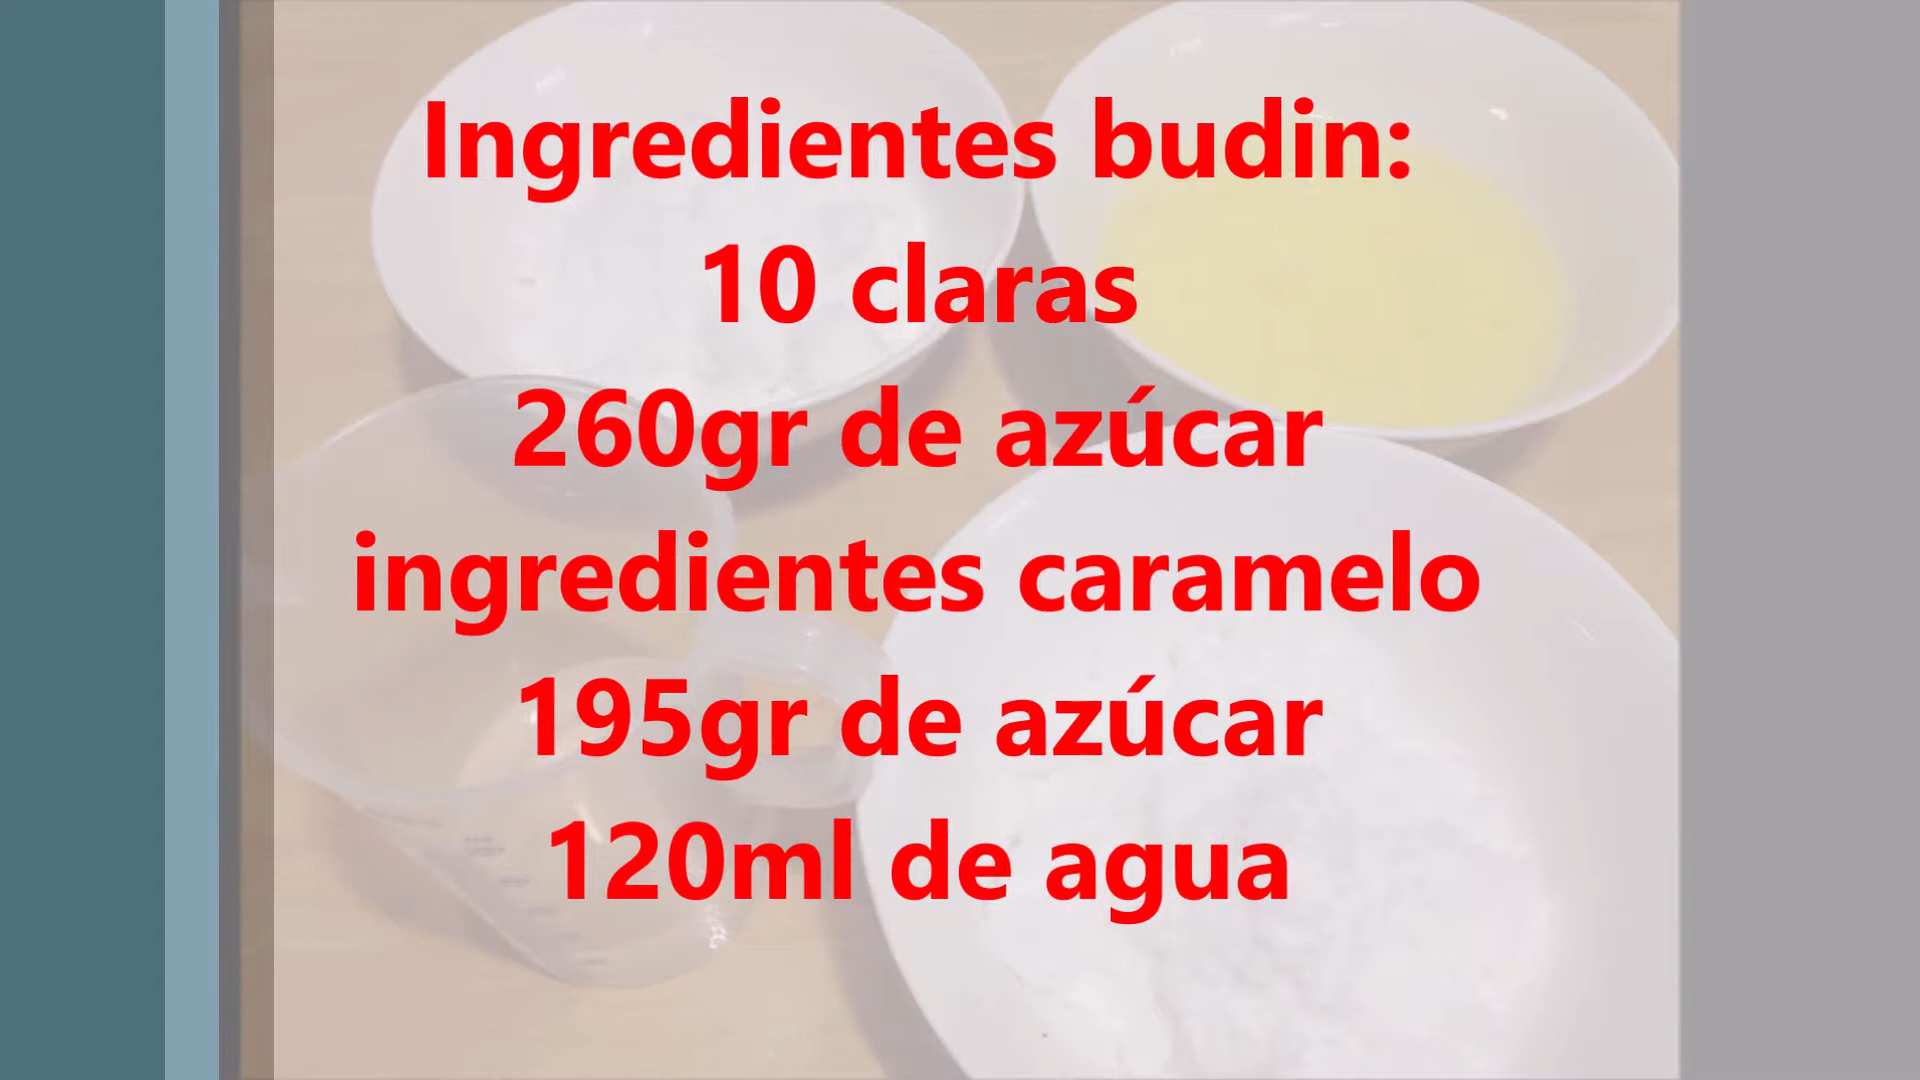 Ingredientes budin:
10 claras
260gr de azúcar
ingredientes caramelo
195gr de azúcar
120ml de agua